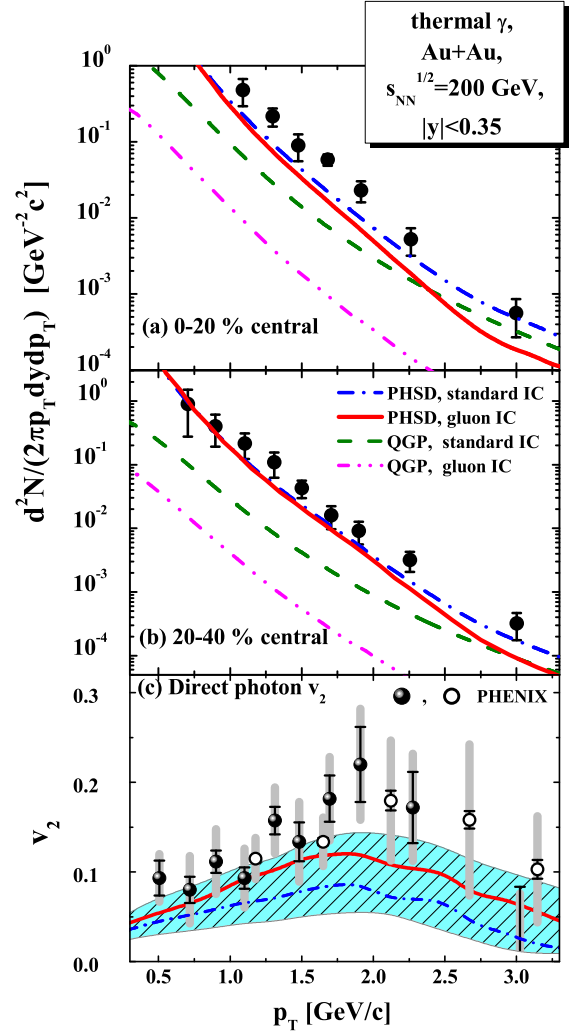 thermal γ,
Au+Au,
s_NN^1/2=200 GeV,
|y|<0.35
10^0
10^-1
10^-2
10^-3
10^-4
(a) 0-20 % central
d^2N/(2πp_T dydp_T) [GeV^-2c^2]
10^0
10^-1
10^-2
10^-3
10^-4
PHSD, standard IC
PHSD, gluon IC
QGP, standard IC
QGP, gluon IC
(b) 20-40 % central
(c) Direct photon v_2
, PHENIX
0.3
0.2
0.1
0.0
v_2
0.5 1.0 1.5 2.0 2.5 3.0
p_T [GeV/c]